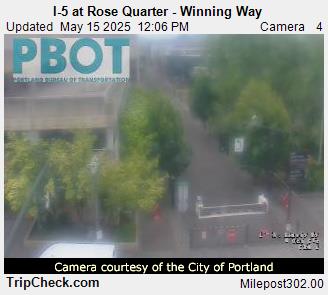 I-5 at Rose Quarter - Winning Way
Updated May 15 2025 12:06 PM Camera 4
PBOT
PORTLAND BUREAU OF TRANSPORTATION
Camera courtesy of the City of Portland
TripCheck.com Milepost302.00